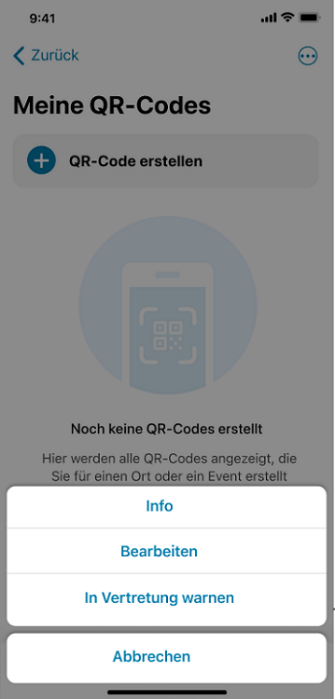 9:41
Zurück
Meine QR-Codes
QR-Code erstellen
Noch keine QR-Codes erstellt
Hier werden alle QR-Codes angezeigt, die
Sie für einen Ort oder ein Event erstellt
Info
Bearbeiten
In Vertretung warnen
Abbrechen